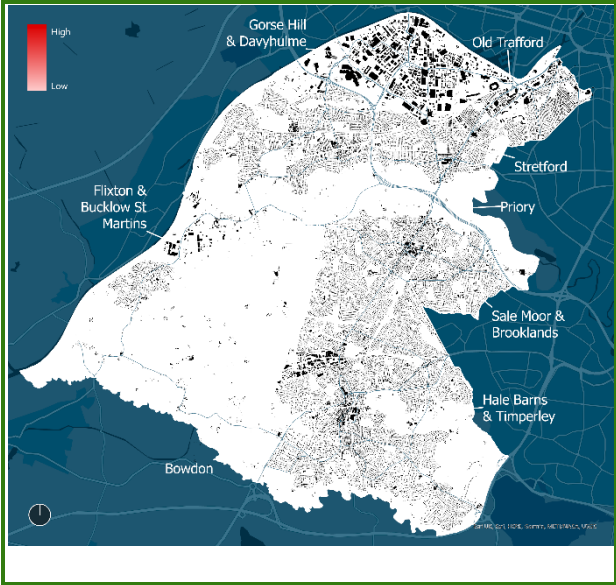 High
Low
Gorse Hill
& Davyhulme
Old Trafford
Stretford
Flixton &
Bucklow St
Martins
Priory
Sale Moor &
Brooklands
Hale Barns
& Timperley
Bowdon